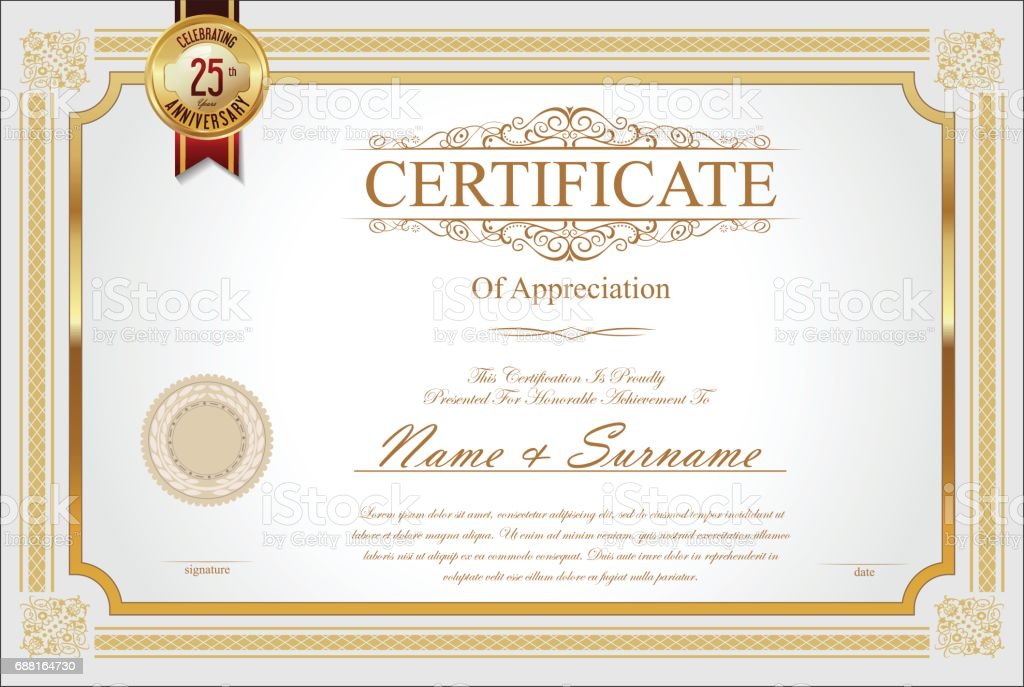 CELEBRATING
25th
Years
ANNIVERSARY
CERTIFICATE
Of Appreciation
This Certification Is Proudly
Presented For Honorable Achievement To
Name & Surname
Lorem ipsum dolor sit amet, consectetur adipiscing elit, sed do eiusmod tempor incididunt ut
labore et dolore magna aliqua. Ut enim ad minim veniam, quis nostrud exercitation ullamco
laboris nisi ut aliquip ex ea commodo consequat. Duis aute irure dolor in reprehenderit in
voluptate velit esse cillum dolore eu fugiat nulla pariatur.
signature
date
iStock
by Getty Images™
688164730